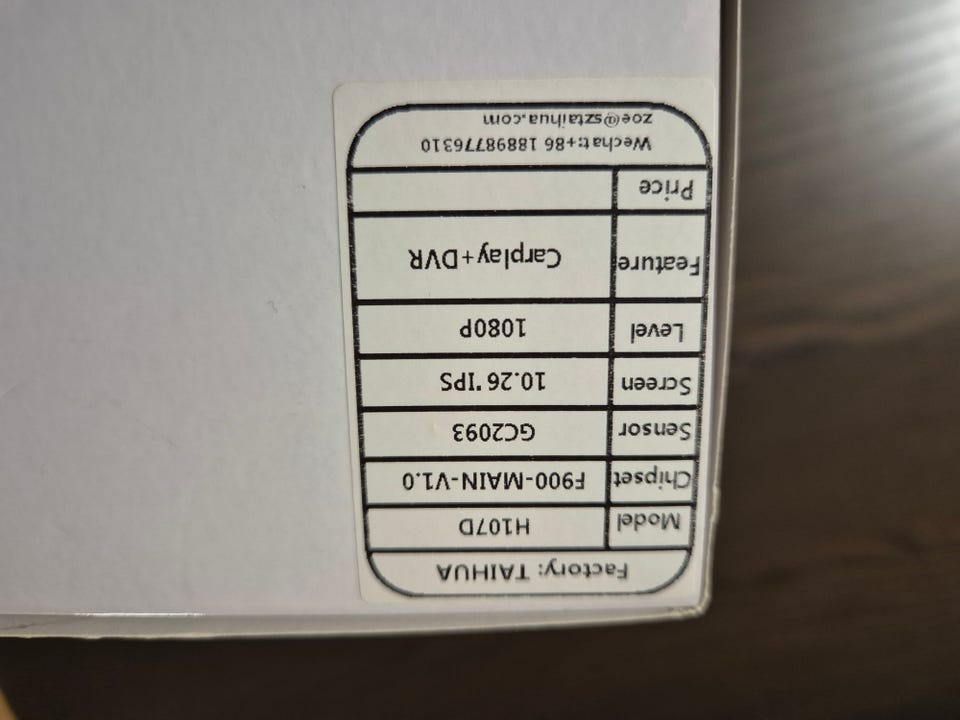 Factory: TAIHUA
Model H107D
Chipset F900-MAIN-V1.0
Sensor GC2093
Screen 10.26"IPS
Level 1080P
Feature Carplay+DVR
Price
Wechat:+86 18898776310
zoe@sztaihua.com